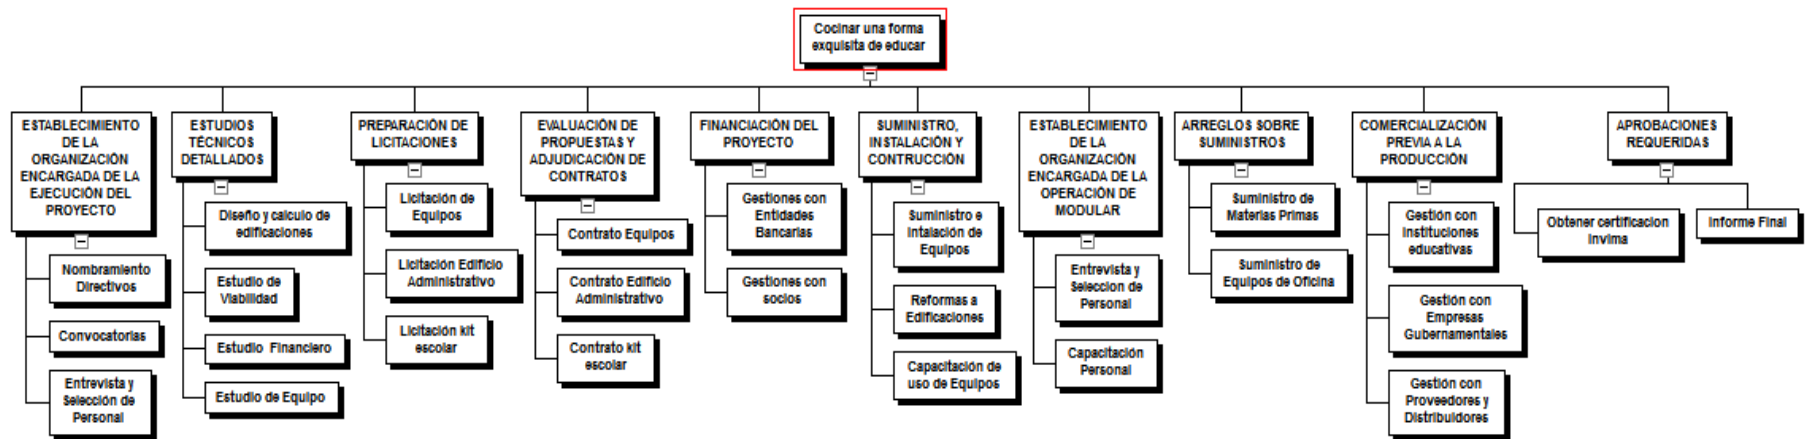 Cocinar una forma
exquisita de educar
ESTABLECIMIENTO
DE LA
ORGANIZACIÓN
ENCARGADA DE LA
EJECUCIÓN DEL
PROYECTO
Nombramiento
Directivos
Convocatorias
Entrevista y
Selección de
Personal
ESTUDIOS
TÉCNICOS
DETALLADOS
Diseño y calculo de
edificaciones
Estudio de
Viabilidad
Estudio Financiero
Estudio de Equipo
PREPARACIÓN DE
LICITACIONES
Licitación de
Equipos
Licitación Edificio
Administrativo
Licitación kit
escolar
EVALUACIÓN DE
PROPUESTAS Y
ADJUDICACIÓN DE
CONTRATOS
Contrato Equipos
Contrato Edificio
Administrativo
Contrato kit
escolar
FINANCIACIÓN DEL
PROYECTO
Gestiones con
Entidades
Bancarias
Gestiones con
socios
SUMINISTRO,
INSTALACIÓN Y
CONTRUCCIÓN
Suministro e
Intalación de
Equipos
Reformas a
Edificaciones
Capacitación de
uso de Equipos
ESTABLECIMIENTO
DE LA
ORGANIZACIÓN
ENCARGADA DE LA
OPERACIÓN DE
MODULAR
Entrevista y
Seleccion de
Personal
Capacitación
Personal
ARREGLOS SOBRE
SUMINISTROS
Suministro de
Materias Primas
Suministro de
Equipos de Oficina
COMERCIALIZACIÓN
PREVIA A LA
PRODUCCIÓN
Gestión con
Instituciones
educativas
Gestión con
Empresas
Gubernamentales
Gestión con
Proveedores y
Distribuidores
APROBACIONES
REQUERIDAS
Obtener certificacion
Invima
Informe Final